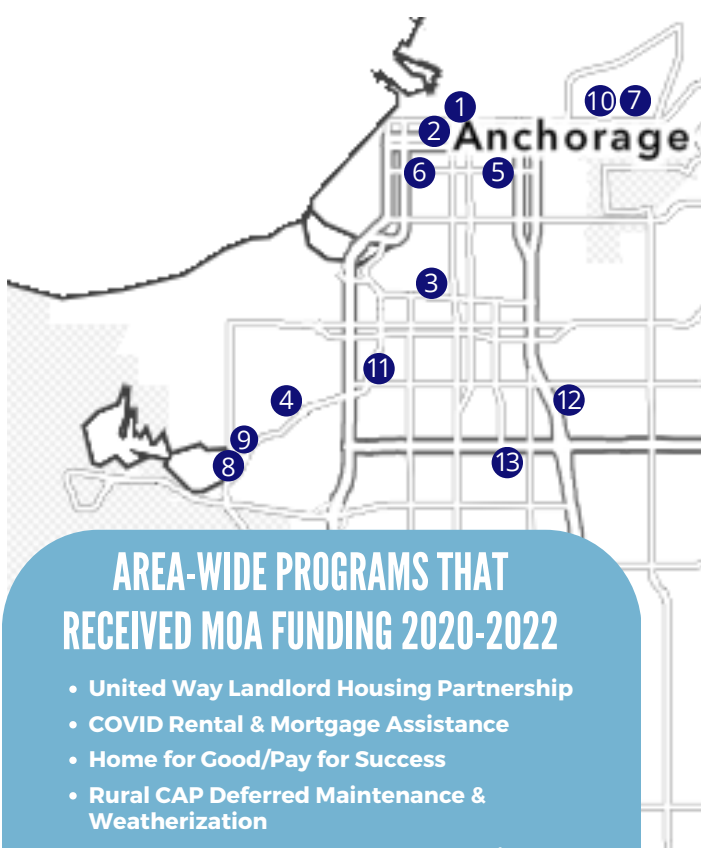 1
10 7
2 Anchorage
6 5
3
11
4 12
9
8 13
AREA-WIDE PROGRAMS THAT
RECEIVED MOA FUNDING 2020-2022
• United Way Landlord Housing Partnership
• COVID Rental & Mortgage Assistance
• Home for Good/Pay for Success
• Rural CAP Deferred Maintenance &
Weatherization